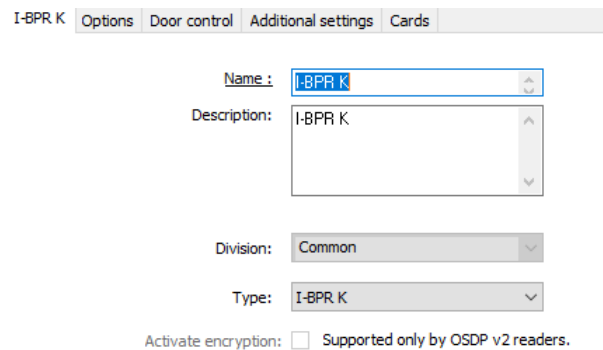 I-BPR K Options Door control Additional settings Cards
Name : I-BPR K
Description: I-BPR K
Division: Common
Type: I-BPR K
Activate encryption: Supported only by OSDP v2 readers.